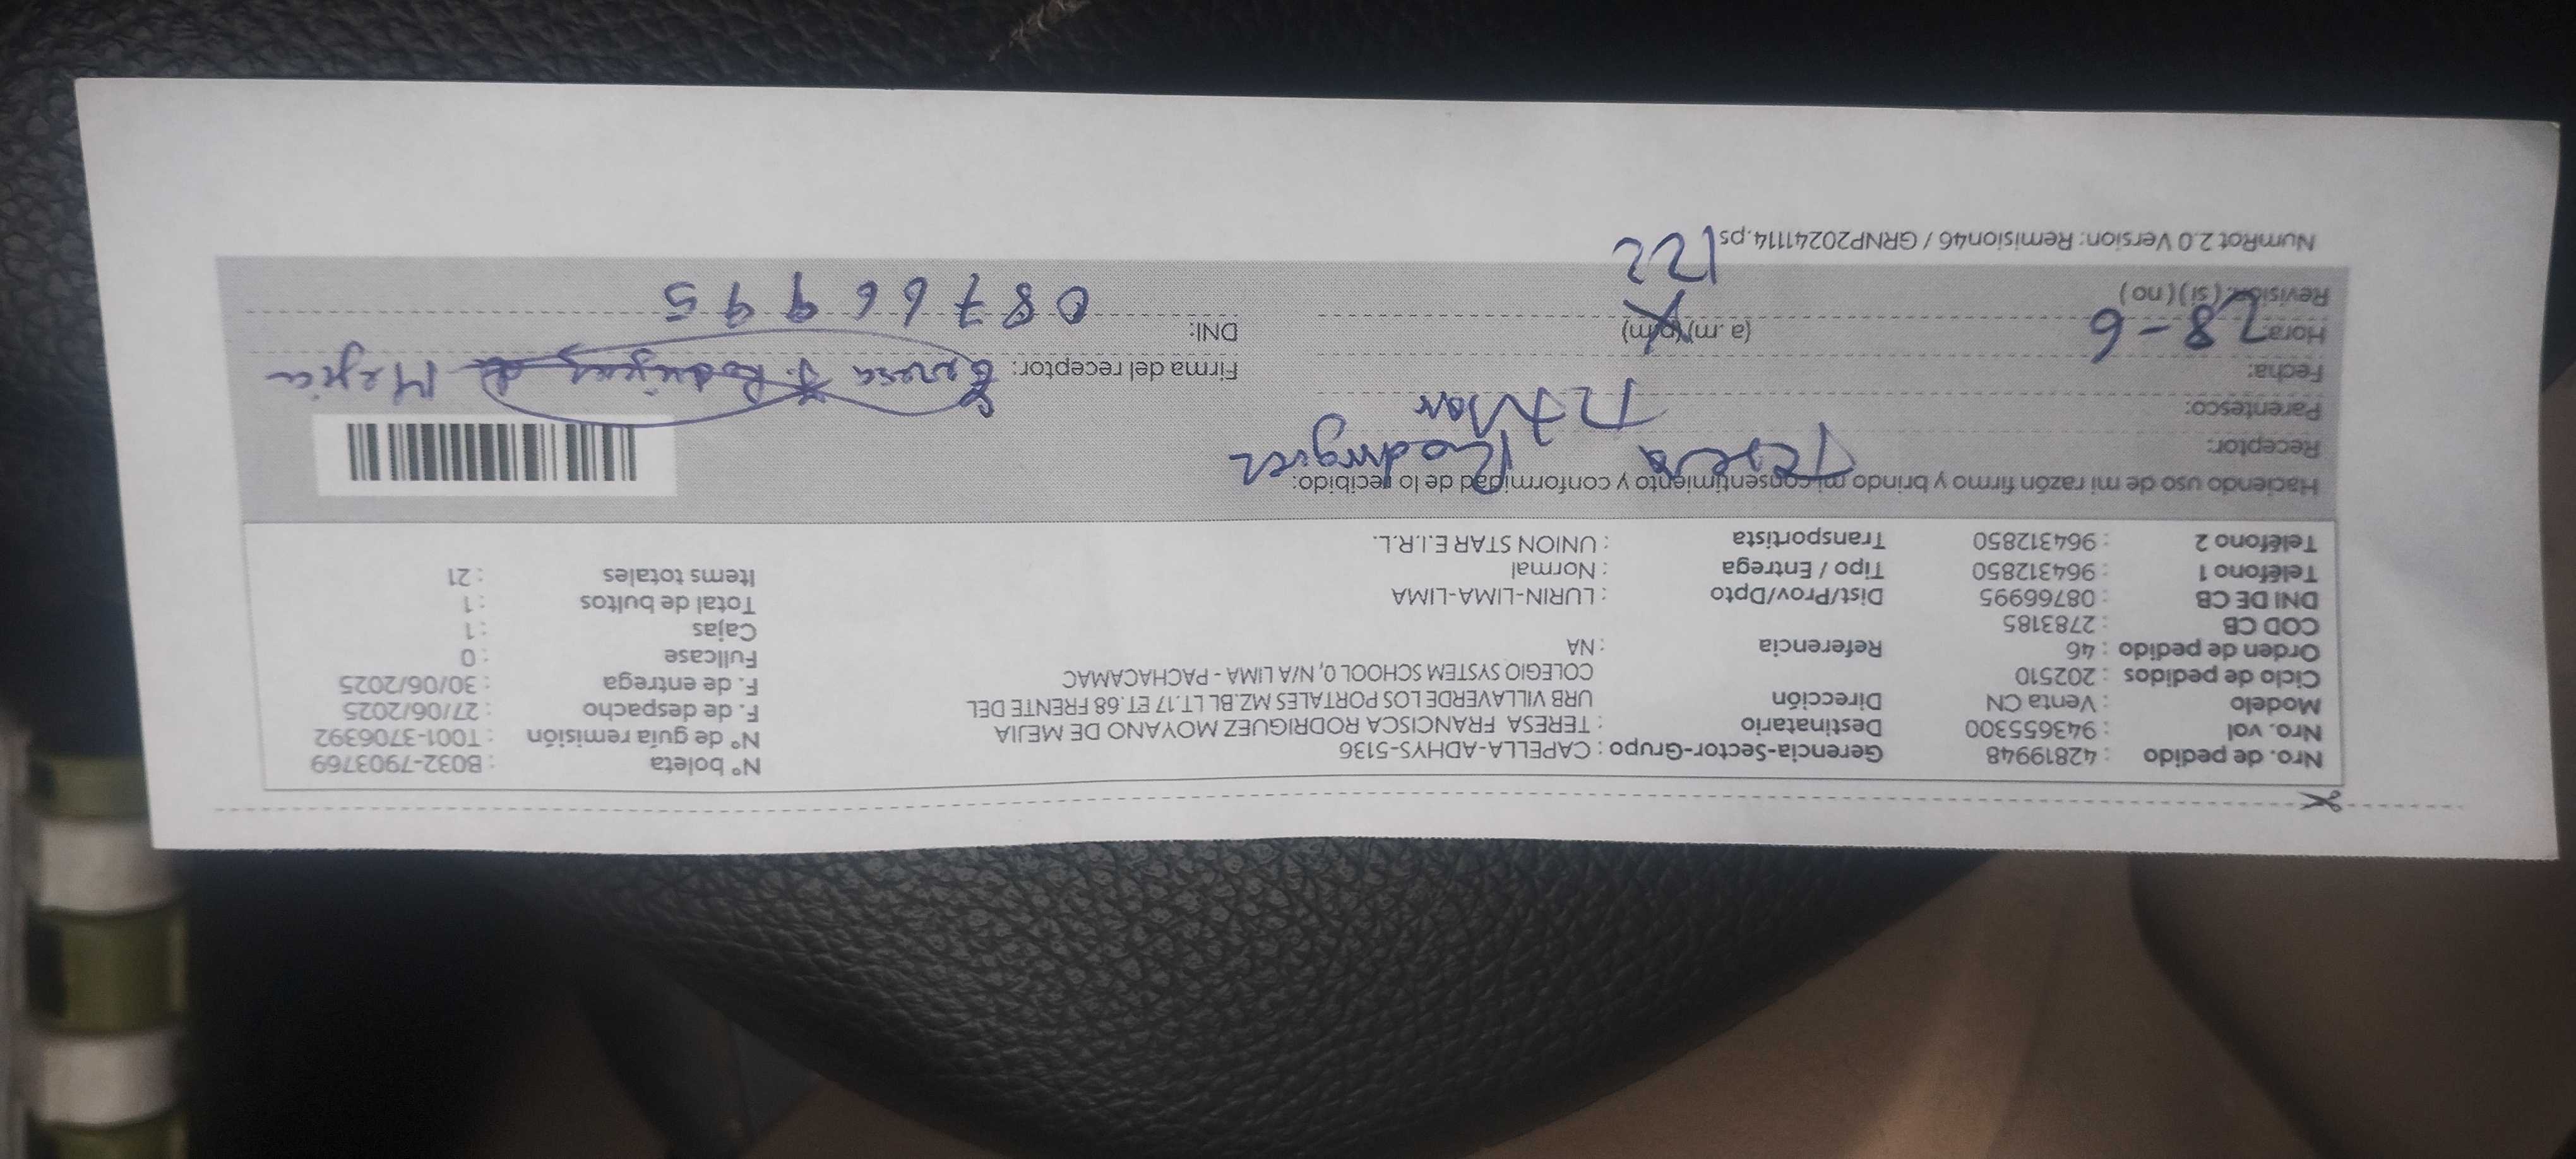 Nro. de pedido : 42819948 Gerencia-Sector-Grupo : CAPELLA-ADHYS-5136 N° boleta : B032-7903769
Nro. vol : 943655300 Destinatario : TERESA FRANCISCA RODRIGUEZ MOYANO DE MEJIA N° de guía remisión : T001-3706392
Modelo : Venta CN Dirección URB VILLAVERDE LOS PORTALES MZ.BL LT.17 ET.68 FRENTE DEL F. de despacho : 27/06/2025
Ciclo de pedidos : 202510 COLEGIO SYSTEM SCHOOL 0, N/A LIMA - PACHACAMAC F. de entrega : 30/06/2025
Orden de pedido : 46 Referencia : NA Fullcase : 0
COD CB : 2783185 Cajas : 1
DNI DE CB : 08766995 Dist/Prov/Dpto : LURIN-LIMA-LIMA Total de bultos : 1
Teléfono 1 : 964312850 Tipo / Entrega : Normal Items totales : 21
Teléfono 2 : 964312850 Transportista : UNION STAR E.I.R.L.
Haciendo uso de mi razón firmo y brindo mi consentimiento y conformidad de lo recibido:
Receptor: Teresa Rodriguez
Parentesco:
Fecha: 28-6 Firma del receptor: Teresa F. Rodriguez de Mejia
Hora: (a .m) (p.m) DNI: 08766995
Revisión: (si) (no) 122
NumRot 2.0 Version: Remision46 / GRNP20241114.ps